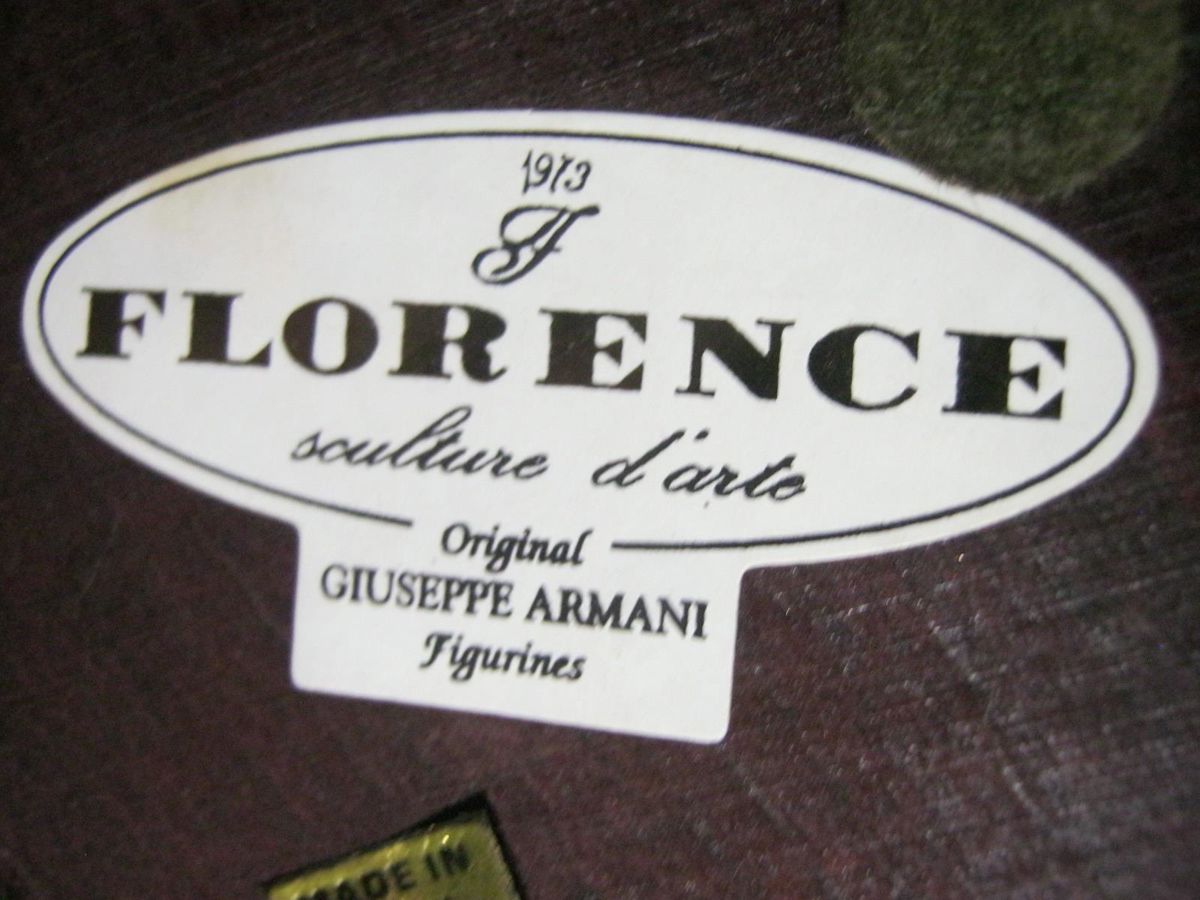 1973
F
FLORENCE
sculture d'arte
Original
GIUSEPPE ARMANI
Figurines
MADE IN